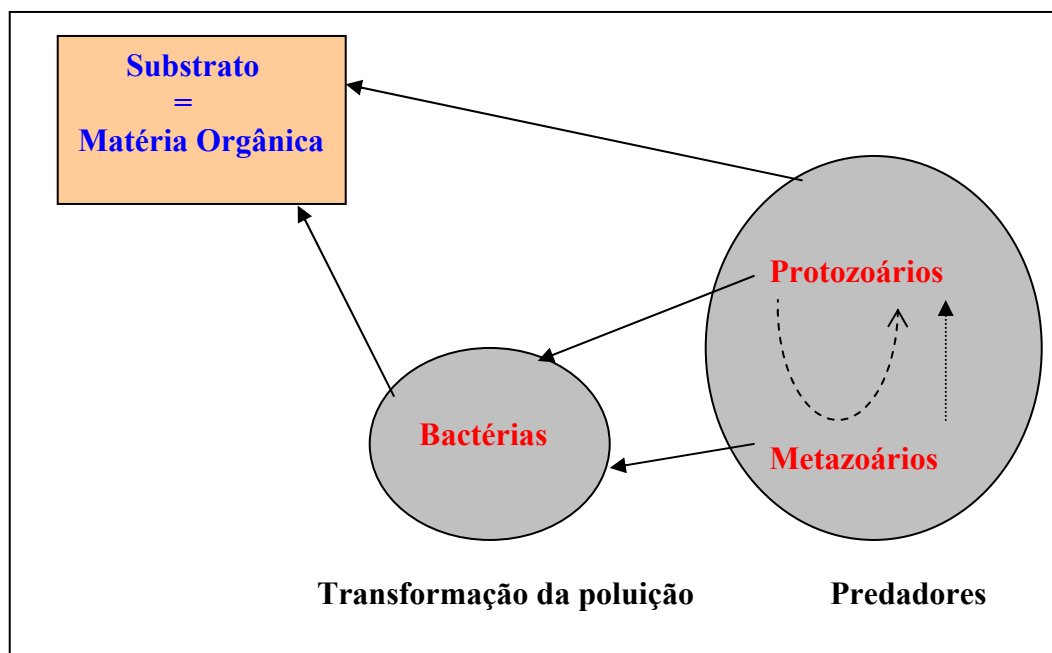 Substrato
=
Matéria Orgânica
Protozoários
Bactérias
Metazoários
Transformação da poluição
Predadores